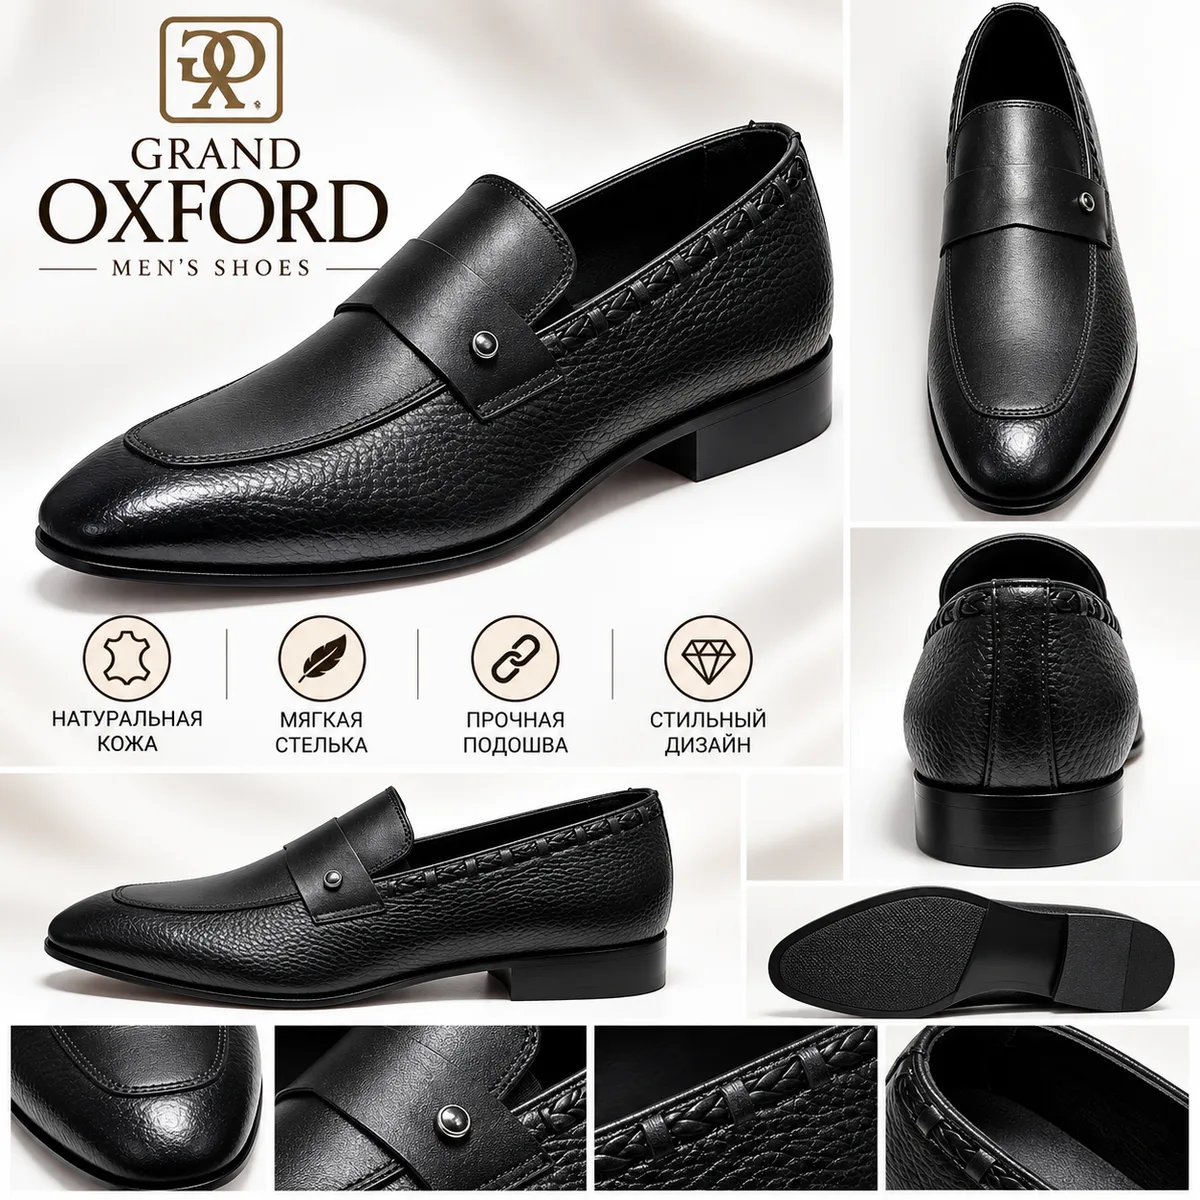 GRAND
OXFORD
MEN'S SHOES
НАТУРАЛЬНАЯ
КОЖА
МЯГКАЯ
СТЕЛЬКА
ПРОЧНАЯ
ПОДОШВА
СТИЛЬНЫЙ
ДИЗАЙН